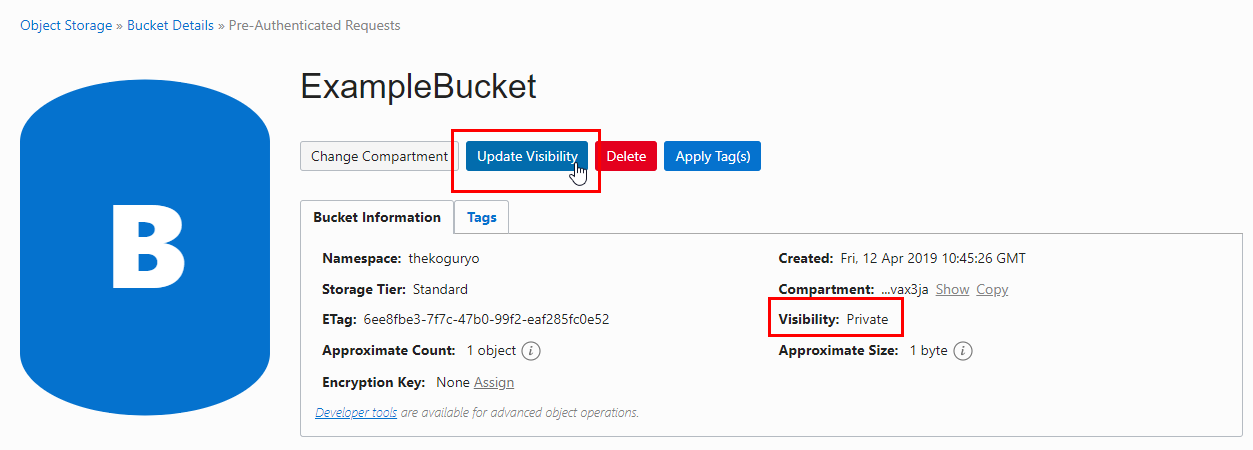 Object Storage » Bucket Details » Pre-Authenticated Requests
ExampleBucket
B
Change Compartment Update Visibility Delete Apply Tag(s)
Bucket Information Tags
Namespace: thekoguryo Created: Fri, 12 Apr 2019 10:45:26 GMT
Storage Tier: Standard Compartment: ...vax3ja Show Copy
ETag: 6ee8fbe3-7f7c-47b0-99f2-eaf285fc0e52 Visibility: Private
Approximate Count: 1 object i Approximate Size: 1 byte i
Encryption Key: None Assign
Developer tools are available for advanced object operations.